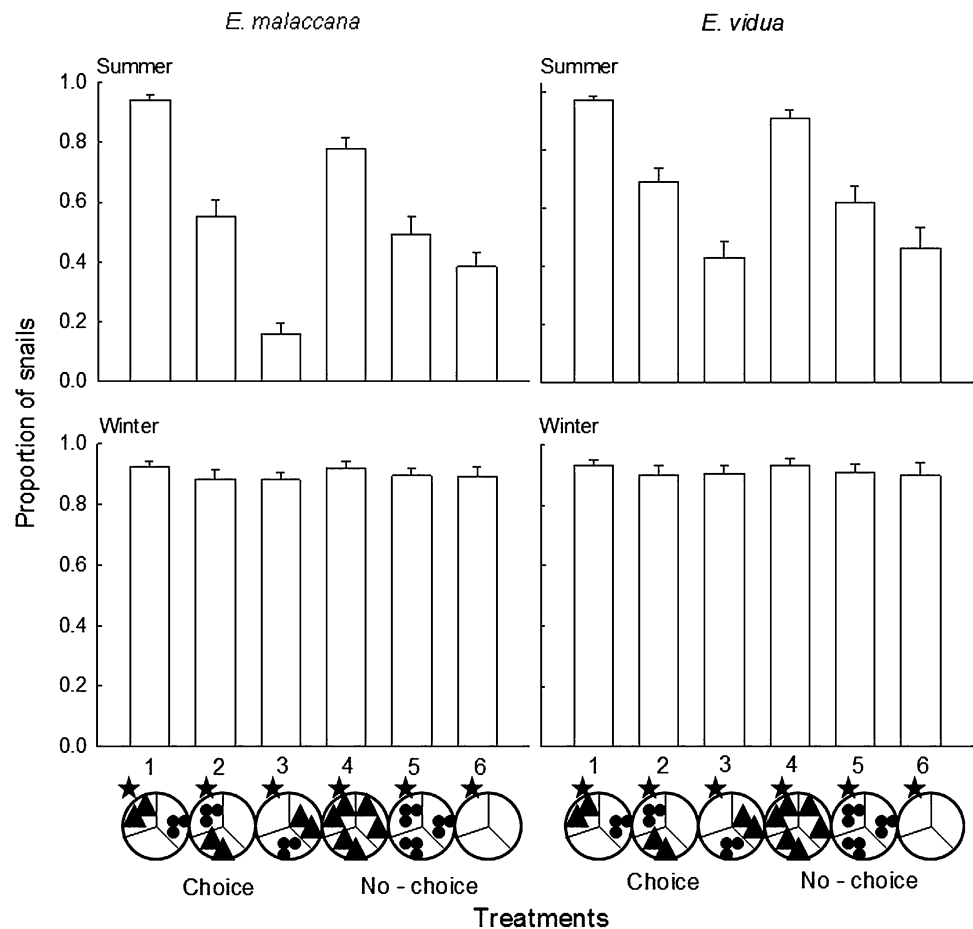 E. malaccana
E. vidua
Summer
Summer
1.0
0.8
0.6
0.4
0.2
0.0
Winter
Winter
1.0
0.8
0.6
0.4
0.2
0.0
Proportion of snails
1 2 3 4 5 6
1 2 3 4 5 6
Choice
No - choice
Choice
No - choice
Treatments